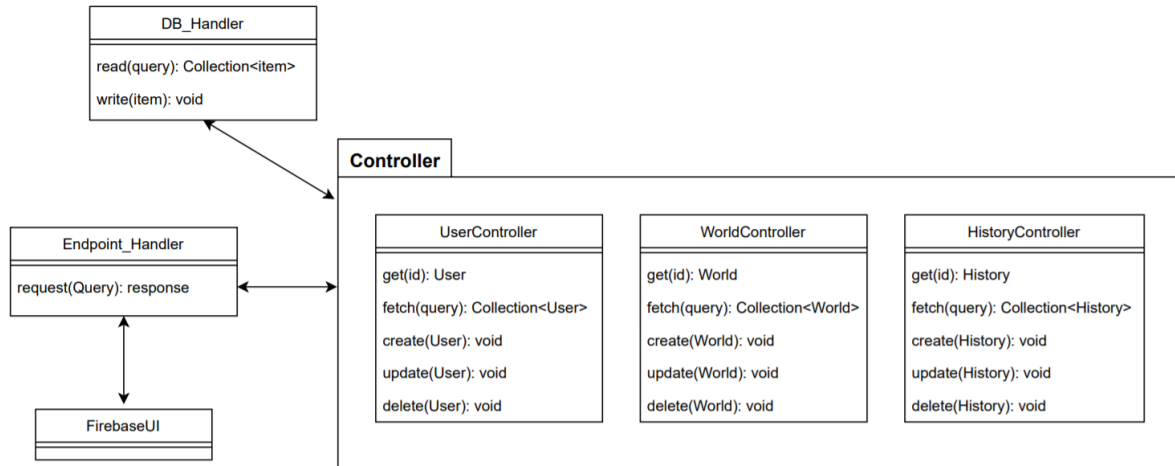 DB_Handler
read(query): Collection<item>
write(item): void
Controller
Endpoint_Handler
request(Query): response
FirebaseUI
UserController
get(id): User
fetch(query): Collection<User>
create(User): void
update(User): void
delete(User): void
WorldController
get(id): World
fetch(query): Collection<World>
create(World): void
update(World): void
delete(World): void
HistoryController
get(id): History
fetch(query): Collection<History>
create(History): void
update(History): void
delete(History): void